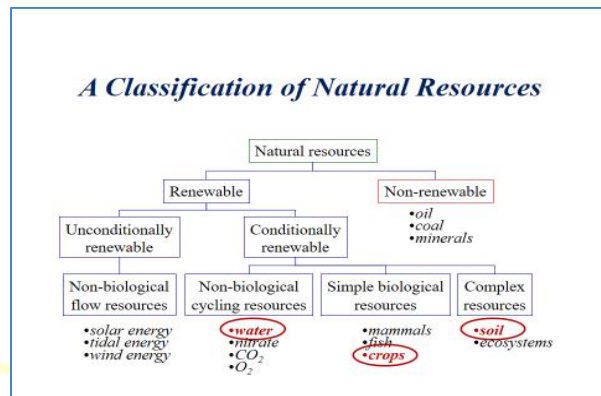 A Classification of Natural Resources
Natural resources
Renewable
Non-renewable
•oil
•coal
•minerals
Unconditionally
renewable
Conditionally
renewable
Non-biological
flow resources
Non-biological
cycling resources
Simple biological
resources
Complex
resources
•solar energy
•tidal energy
•wind energy
•water
•nitrate
•CO₂
•O₂
•mammals
•fish
•crops
•soil
•ecosystems